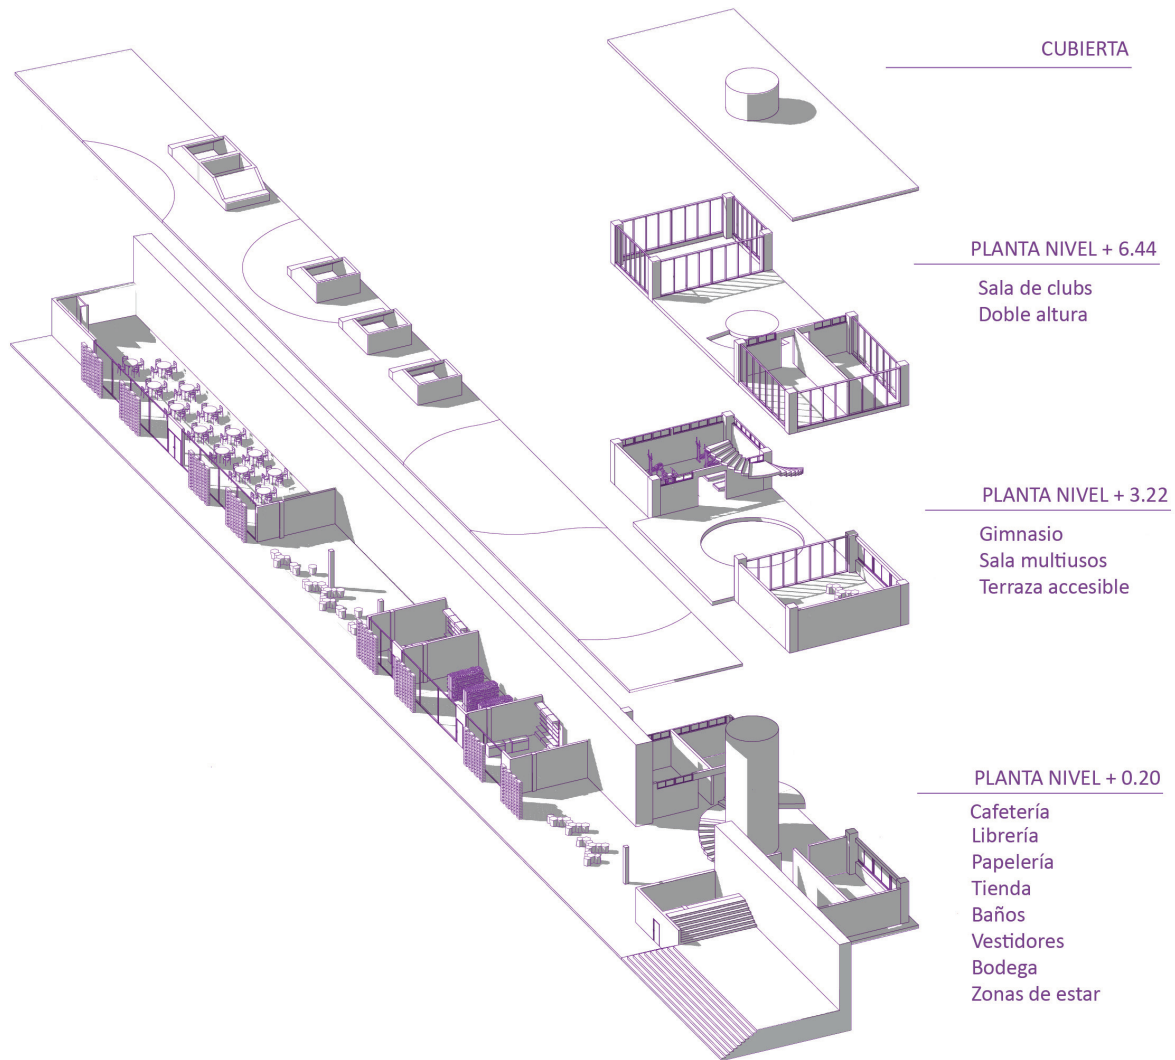 CUBIERTA
PLANTA NIVEL + 6.44
Sala de clubs
Doble altura
PLANTA NIVEL + 3.22
Gimnasio
Sala multiusos
Terraza accesible
PLANTA NIVEL + 0.20
Cafetería
Librería
Papelería
Tienda
Baños
Vestidores
Bodega
Zonas de estar